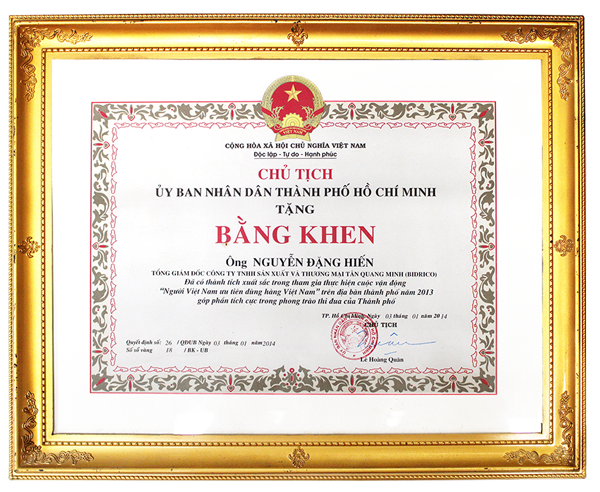 VIỆT NAM
CỘNG HÒA XÃ HỘI CHỦ NGHĨA VIỆT NAM
Độc lập - Tự do - Hạnh phúc
CHỦ TỊCH
ỦY BAN NHÂN DÂN THÀNH PHỐ HỒ CHÍ MINH
TẶNG
BẰNG KHEN
Ông NGUYỄN ĐẶNG HIẾN
TỔNG GIÁM ĐỐC CÔNG TY TNHH SẢN XUẤT VÀ THƯƠNG MẠI TÂN QUANG MINH (BIDRICO)
Đã có thành tích xuất sắc trong tham gia thực hiện cuộc vận động
"Người Việt Nam ưu tiên dùng hàng Việt Nam" trên địa bàn thành phố năm 2013
góp phần tích cực trong phong trào thi đua của Thành phố
TP. Hồ Chí Minh, Ngày 03 tháng 01 năm 2014
CHỦ TỊCH
Quyết định số: 26 / QĐUB Ngày 03 tháng 01 năm 2014
Số sổ vàng 18 / BK - UB
Lê Hoàng Quân